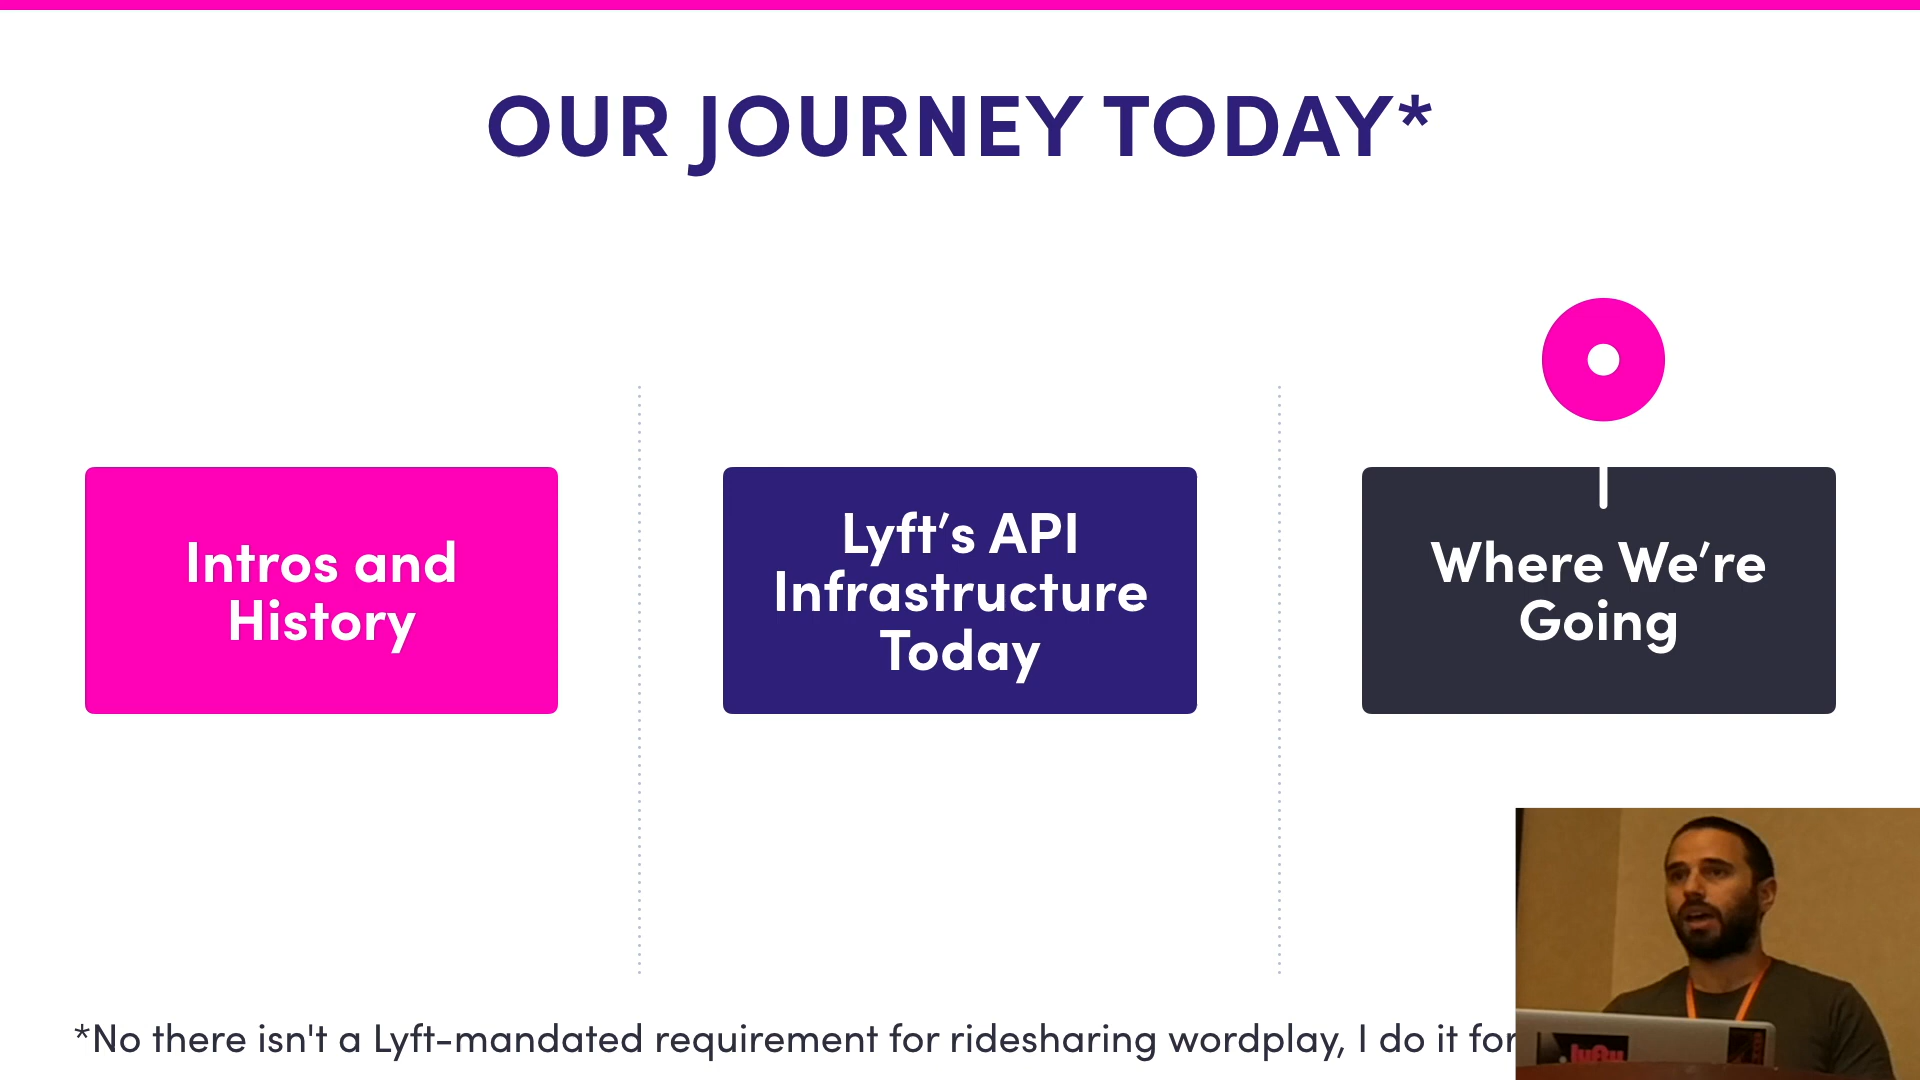 OUR JOURNEY TODAY*
Intros and
History
Lyft′s API
Infrastructure
Today
Where We′re
Going
*No there isn't a Lyft-mandated requirement for ridesharing wordplay, I do it for